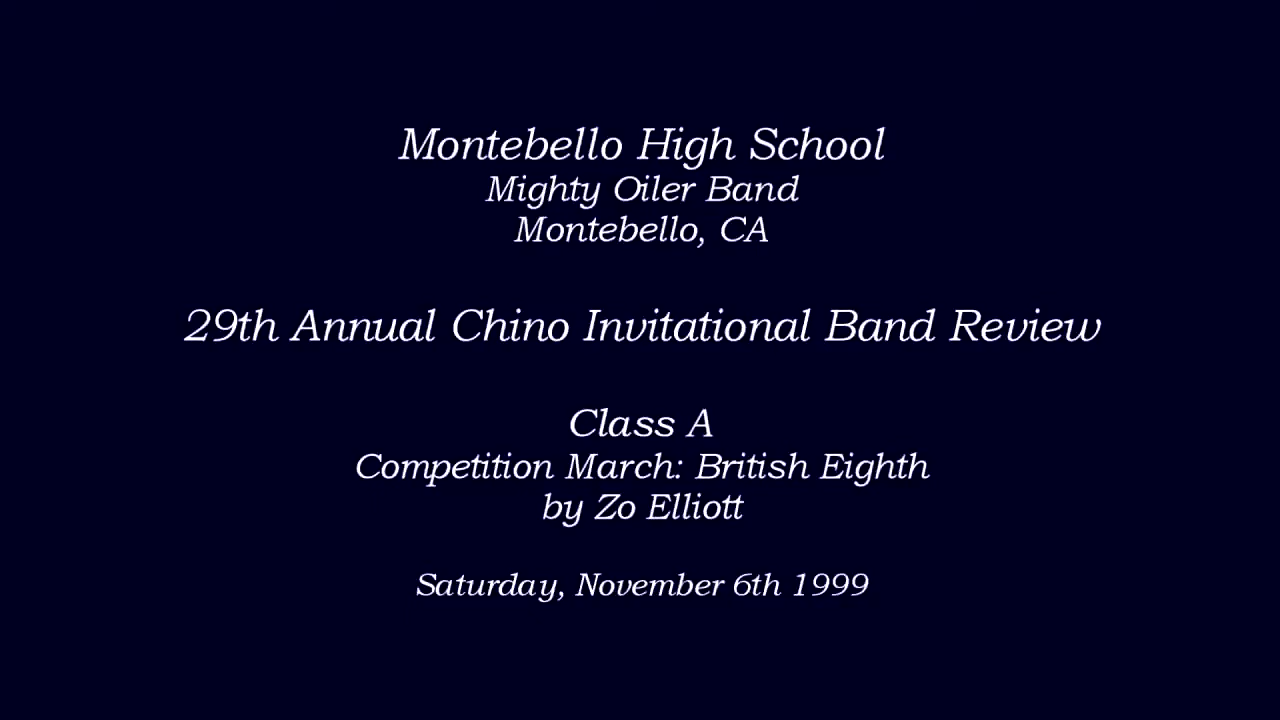 Montebello High School
Mighty Oiler Band
Montebello, CA
29th Annual Chino Invitational Band Review
Class A
Competition March: British Eighth
by Zo Elliott
Saturday, November 6th 1999